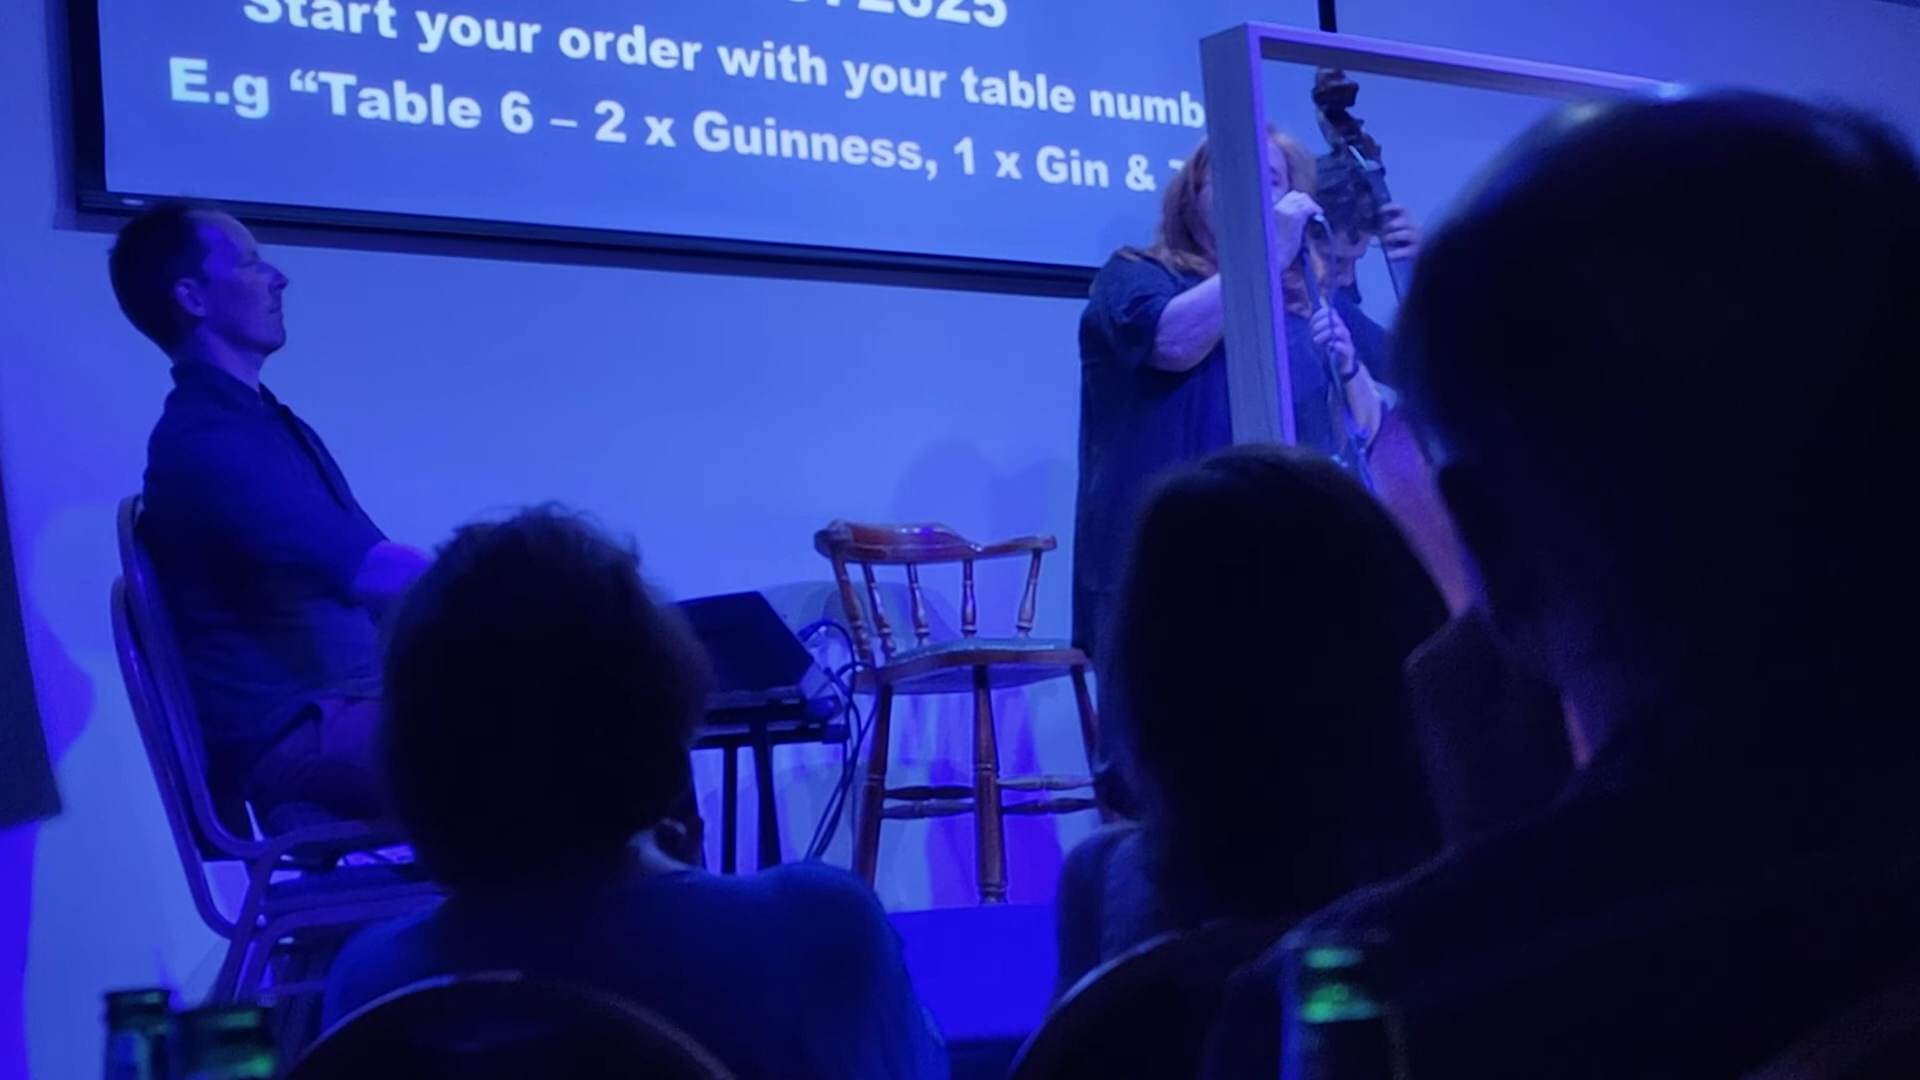 Start your order with your table numb
E.g “Table 6 – 2 x Guinness, 1 x Gin &